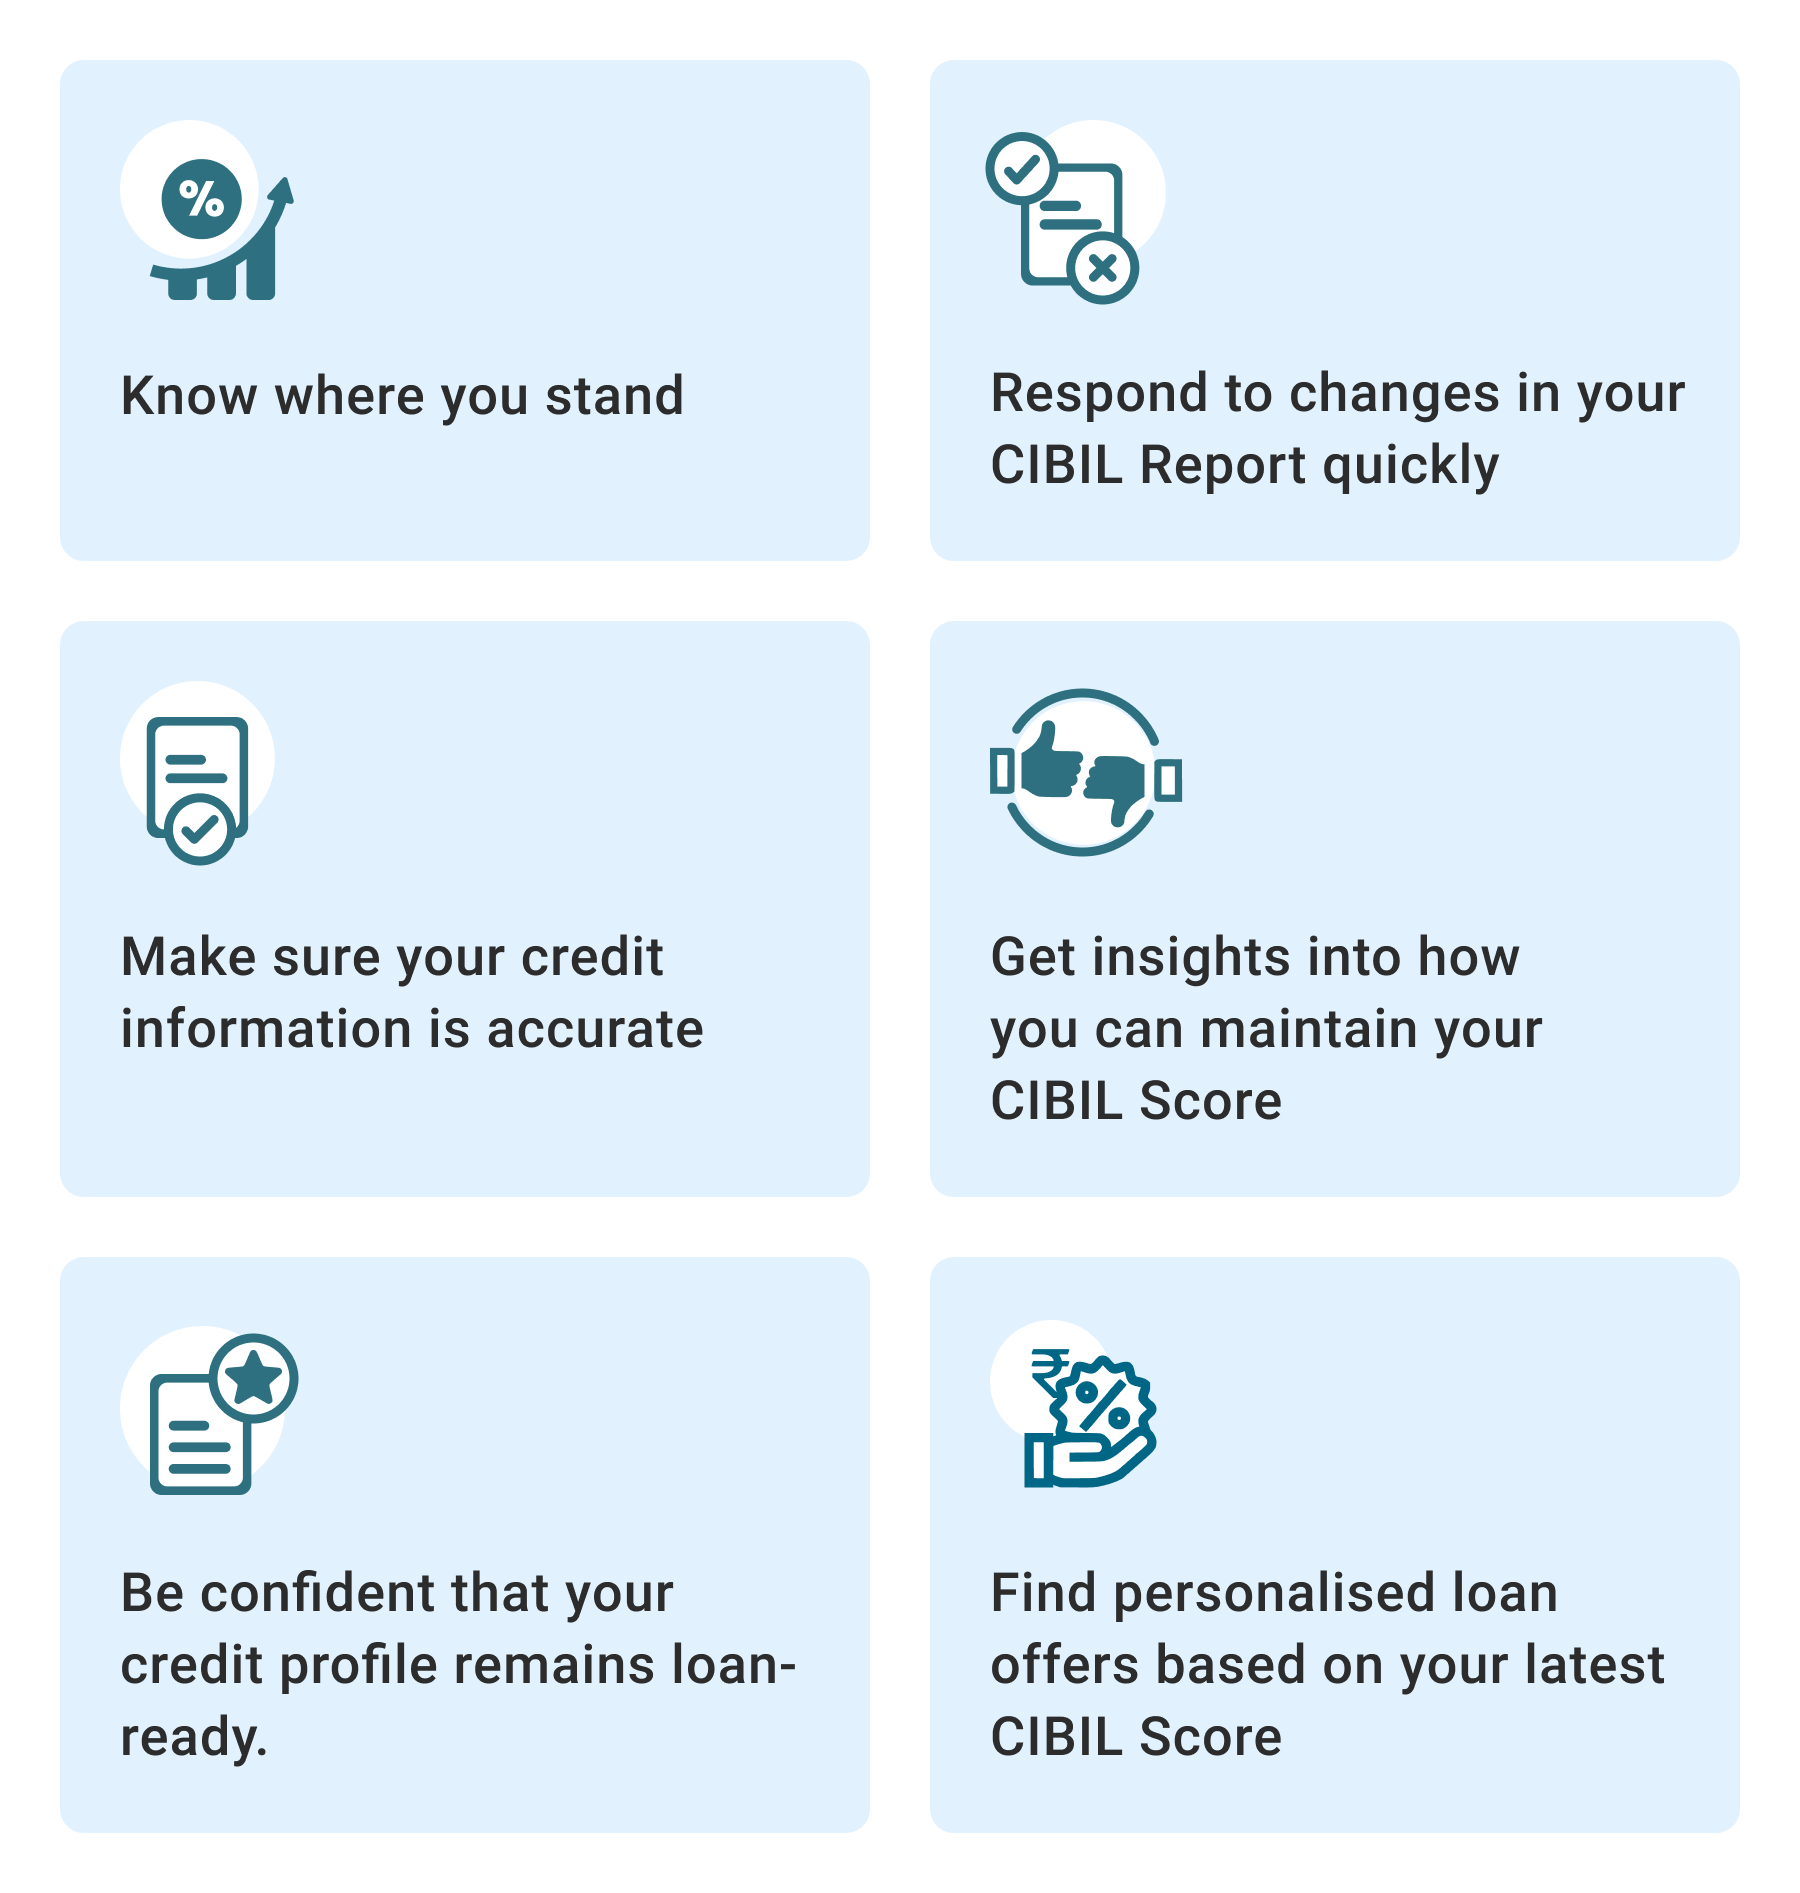 %
Know where you stand
Respond to changes in your
CIBIL Report quickly
Make sure your credit
information is accurate
Get insights into how
you can maintain your
CIBIL Score
Be confident that your
credit profile remains loan-
ready.
₹
%
Find personalised loan
offers based on your latest
CIBIL Score